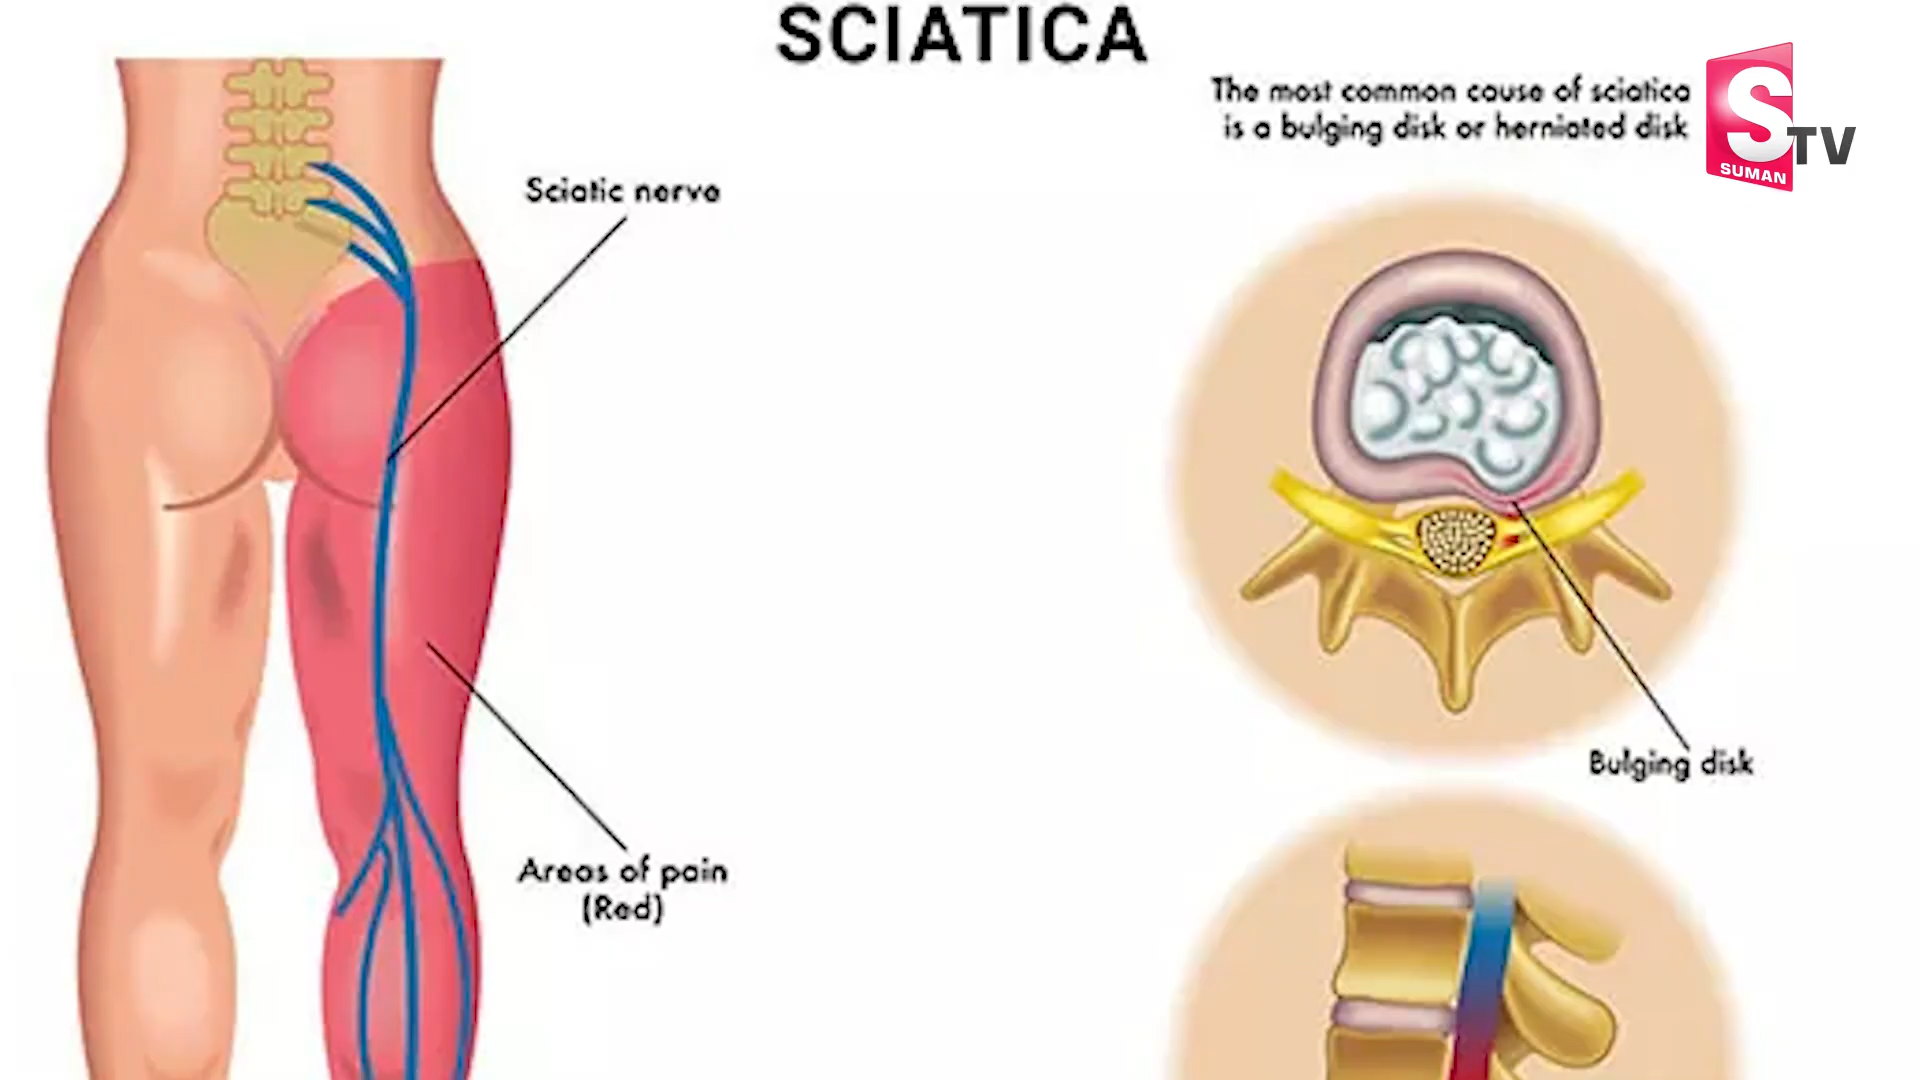 SCIATICA
The most common cause of sciatica
is a bulging disk or herniated disk
S
TV
SUMAN
Sciatic nerve
Bulging disk
Areas of pain
(Red)